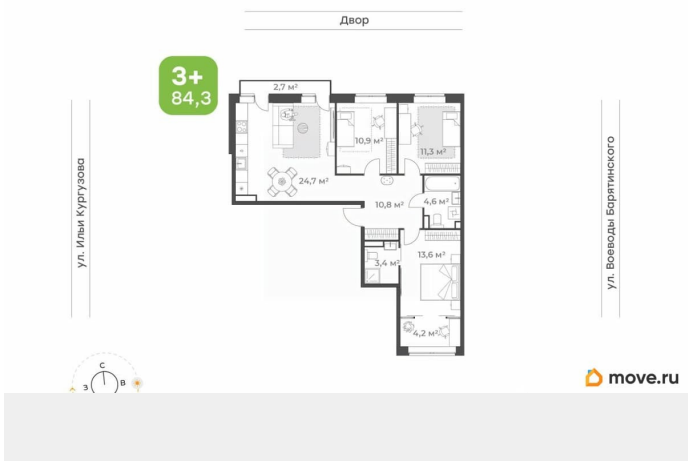 Двор
3+
84,3
2,7 м²
10,9 м²
11,3 м²
24,7 м²
10,8 м²
4,6 м²
3,4 м²
13,6 м²
4,2 м²
ул. Ильи Кургузова
ул. Воеводы Барятинского
С
З
В
move.ru